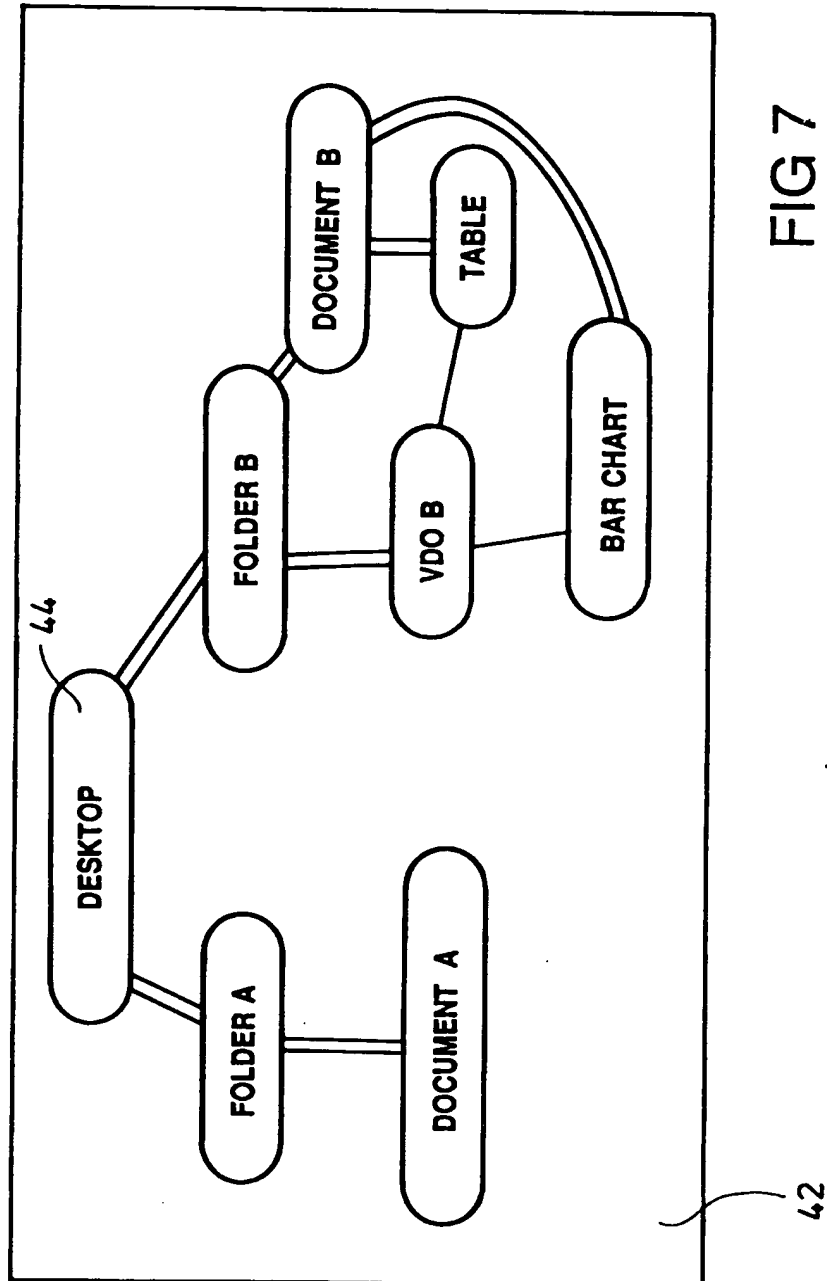 44
DESKTOP
FOLDER A
FOLDER B
DOCUMENT B
DOCUMENT A
VDO B
TABLE
BAR CHART
42
FIG 7